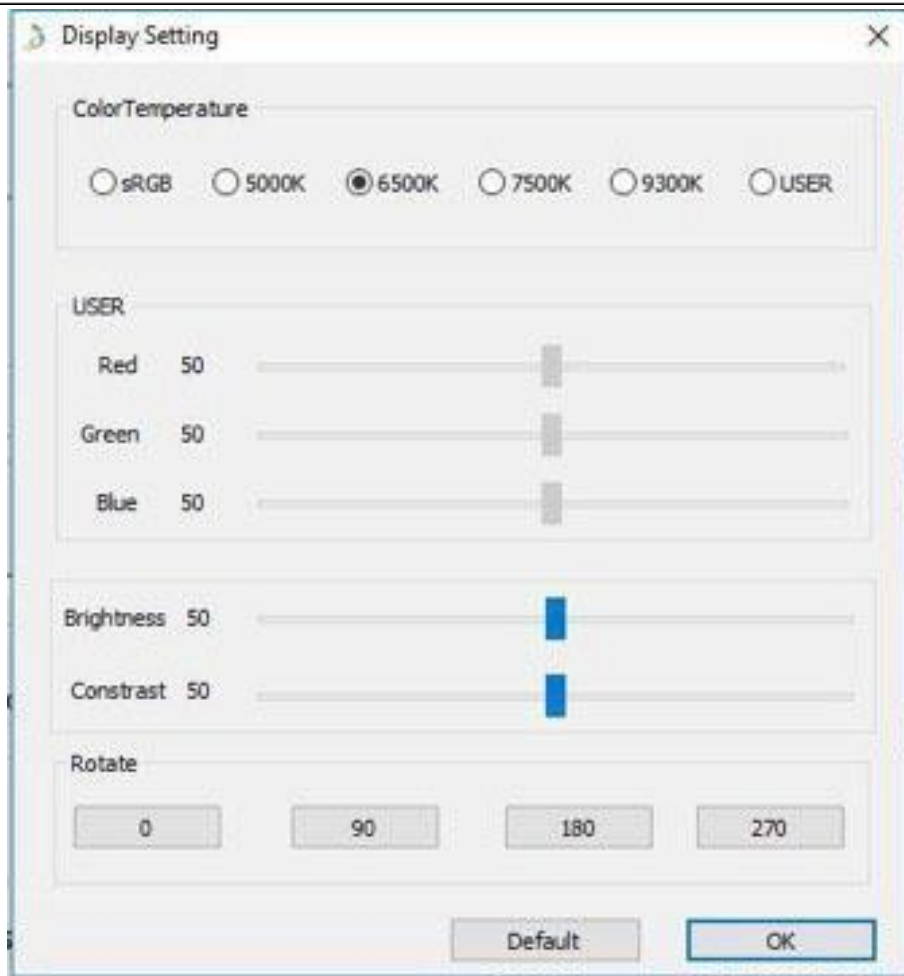 Display Setting
ColorTemperature
sRGB 5000K 6500K 7500K 9300K USER
USER
Red 50
Green 50
Blue 50
Brightness 50
Constrast 50
Rotate
0 90 180 270
Default OK